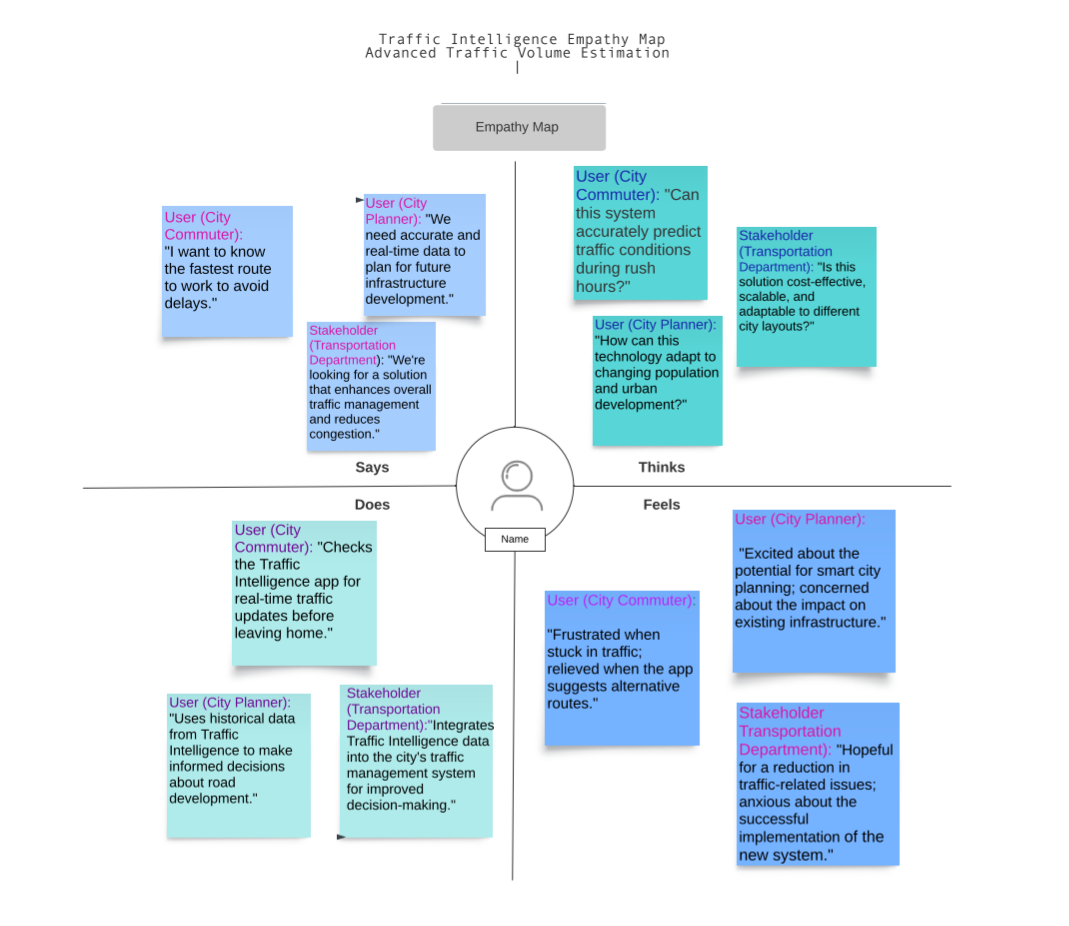 Traffic Intelligence Empathy Map
Advanced Traffic Volume Estimation
Empathy Map
User (City
Commuter):
"I want to know
the fastest route
to work to avoid
delays."
User (City
Planner): "We
need accurate and
real-time data to
plan for future
infrastructure
development."
Stakeholder
(Transportation
Department): "We're
looking for a solution
that enhances overall
traffic management
and reduces
congestion."
Says
User (City
Commuter): "Can
this system
accurately predict
traffic conditions
during rush
hours?"
Stakeholder
(Transportation
Department): "Is this
solution cost-effective,
scalable, and
adaptable to different
city layouts?"
User (City Planner):
"How can this
technology adapt to
changing population
and urban
development?"
Thinks
Name
Does
User (City
Commuter): "Checks
the Traffic
Intelligence app for
real-time traffic
updates before
leaving home."
User (City Planner):
"Uses historical data
from Traffic
Intelligence to make
informed decisions
about road
development."
Stakeholder
(Transportation
Department):"Integrates
Traffic Intelligence data
into the city's traffic
management system
for improved
decision-making."
Feels
User (City Planner):
"Excited about the
potential for smart city
planning; concerned
about the impact on
existing infrastructure."
User (City Commuter):
"Frustrated when
stuck in traffic;
relieved when the app
suggests alternative
routes."
Stakeholder
Transportation
Department): "Hopeful
for a reduction in
traffic-related issues;
anxious about the
successful
implementation of the
new system."